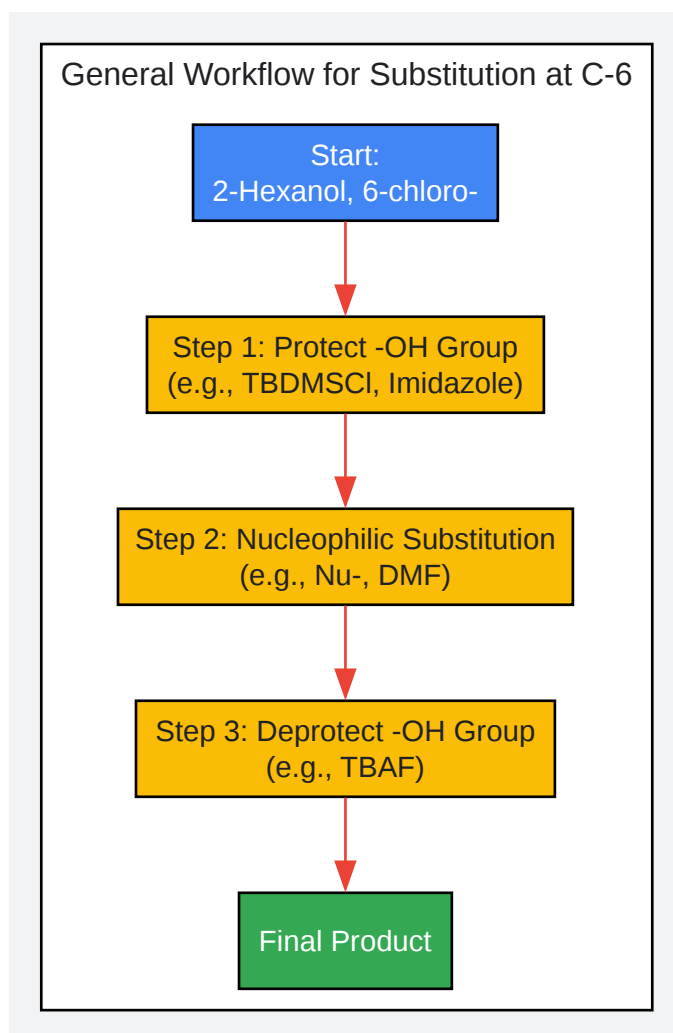 General Workflow for Substitution at C-6
Start:
2-Hexanol, 6-chloro-
Step 1: Protect -OH Group
(e.g., TBDMSCl, Imidazole)
Step 2: Nucleophilic Substitution
(e.g., Nu-, DMF)
Step 3: Deprotect -OH Group
(e.g., TBAF)
Final Product